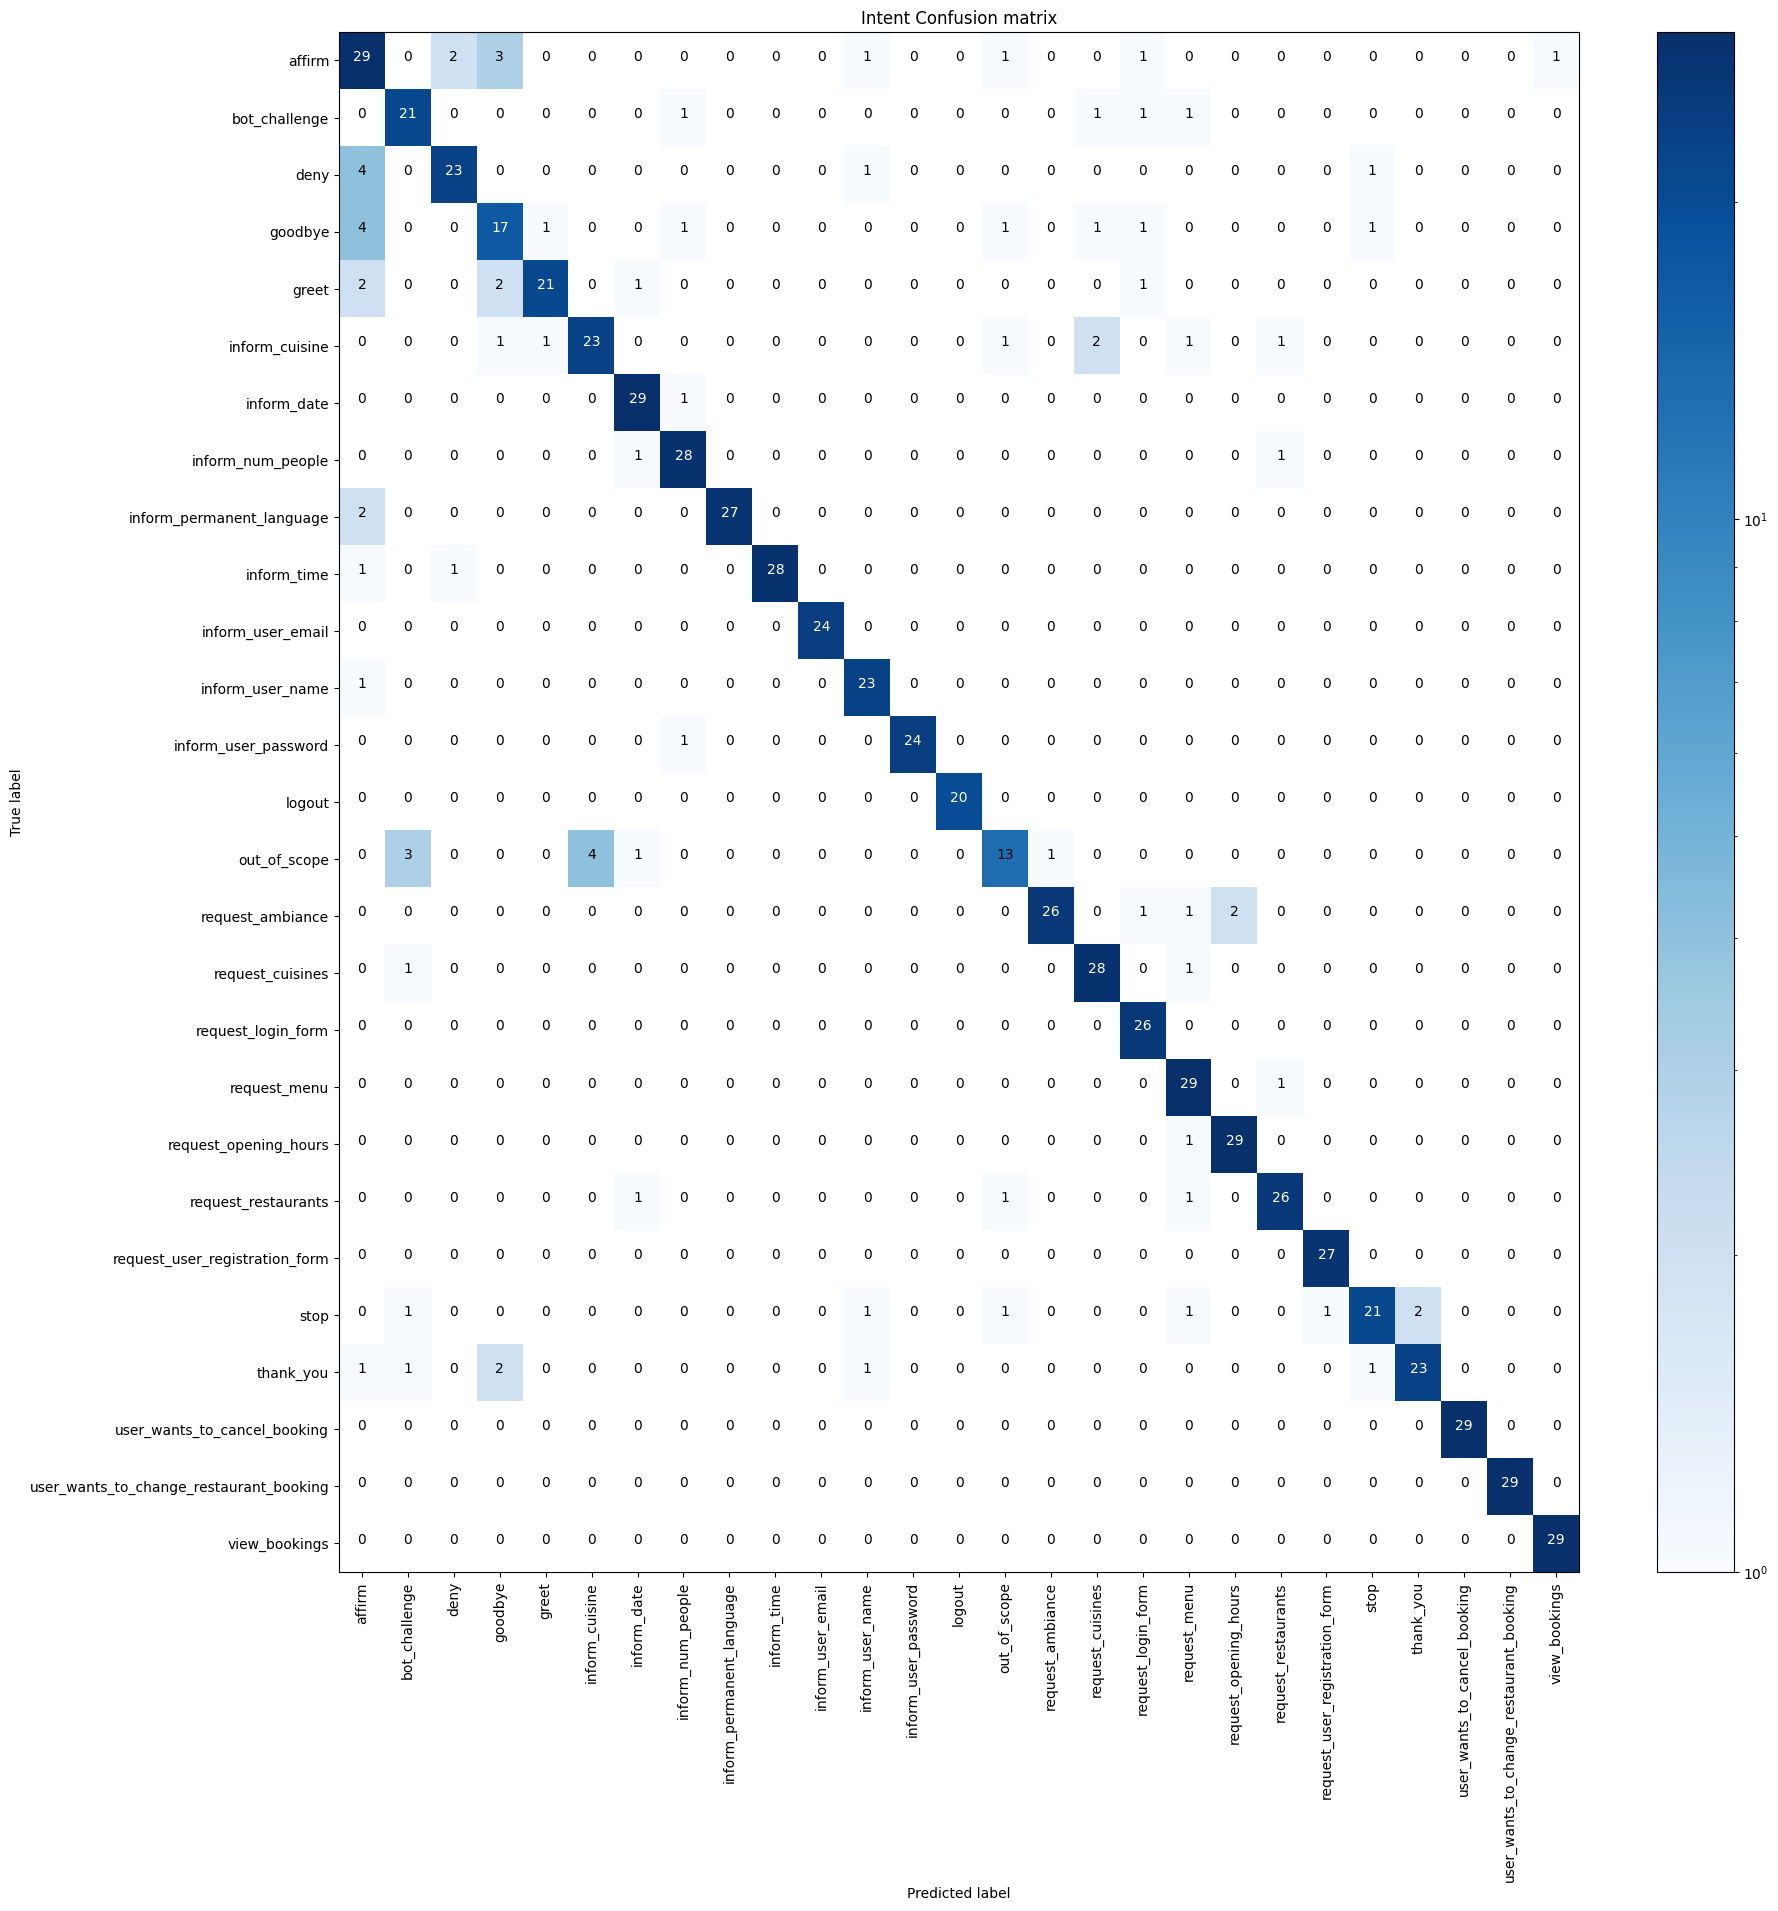 Intent Confusion matrix
affirm 29 0 2 3 0 0 0 0 0 0 0 1 0 0 1 0 0 1 0 0 0 0 0 0 0 0 1
bot_challenge 0 21 0 0 0 0 0 1 0 0 0 0 0 0 0 0 1 1 1 0 0 0 0 0 0 0 0
deny 4 0 23 0 0 0 0 0 0 0 0 1 0 0 0 0 0 0 0 0 0 0 1 0 0 0 0
goodbye 4 0 0 17 1 0 0 1 0 0 0 0 0 0 1 0 1 1 0 0 0 0 1 0 0 0 0
greet 2 0 0 2 21 0 1 0 0 0 0 0 0 0 0 0 0 1 0 0 0 0 0 0 0 0 0
inform_cuisine 0 0 0 1 1 23 0 0 0 0 0 0 0 0 1 0 2 0 1 0 1 0 0 0 0 0 0
inform_date 0 0 0 0 0 0 29 1 0 0 0 0 0 0 0 0 0 0 0 0 0 0 0 0 0 0 0
inform_num_people 0 0 0 0 0 0 1 28 0 0 0 0 0 0 0 0 0 0 0 0 1 0 0 0 0 0 0
inform_permanent_language 2 0 0 0 0 0 0 0 27 0 0 0 0 0 0 0 0 0 0 0 0 0 0 0 0 0 0
inform_time 1 0 1 0 0 0 0 0 0 28 0 0 0 0 0 0 0 0 0 0 0 0 0 0 0 0 0
inform_user_email 0 0 0 0 0 0 0 0 0 0 24 0 0 0 0 0 0 0 0 0 0 0 0 0 0 0 0
inform_user_name 1 0 0 0 0 0 0 0 0 0 0 23 0 0 0 0 0 0 0 0 0 0 0 0 0 0 0
inform_user_password 0 0 0 0 0 0 0 1 0 0 0 0 24 0 0 0 0 0 0 0 0 0 0 0 0 0 0
logout 0 0 0 0 0 0 0 0 0 0 0 0 0 20 0 0 0 0 0 0 0 0 0 0 0 0 0
out_of_scope 0 3 0 0 0 4 1 0 0 0 0 0 0 0 13 1 0 0 0 0 0 0 0 0 0 0 0
request_ambiance 0 0 0 0 0 0 0 0 0 0 0 0 0 0 0 26 0 1 1 2 0 0 0 0 0 0 0
request_cuisines 0 1 0 0 0 0 0 0 0 0 0 0 0 0 0 0 28 0 1 0 0 0 0 0 0 0 0
request_login_form 0 0 0 0 0 0 0 0 0 0 0 0 0 0 0 0 0 26 0 0 0 0 0 0 0 0 0
request_menu 0 0 0 0 0 0 0 0 0 0 0 0 0 0 0 0 0 0 29 0 1 0 0 0 0 0 0
request_opening_hours 0 0 0 0 0 0 0 0 0 0 0 0 0 0 0 0 0 0 1 29 0 0 0 0 0 0 0
request_restaurants 0 0 0 0 0 0 1 0 0 0 0 0 0 0 1 0 0 0 1 0 26 0 0 0 0 0 0
request_user_registration_form 0 0 0 0 0 0 0 0 0 0 0 0 0 0 0 0 0 0 0 0 0 27 0 0 0 0 0
stop 0 1 0 0 0 0 0 0 0 0 0 1 0 0 1 0 0 0 1 0 0 1 21 2 0 0 0
thank_you 1 1 0 2 0 0 0 0 0 0 0 1 0 0 0 0 0 0 0 0 0 0 1 23 0 0 0
user_wants_to_cancel_booking 0 0 0 0 0 0 0 0 0 0 0 0 0 0 0 0 0 0 0 0 0 0 0 0 29 0 0
user_wants_to_change_restaurant_booking 0 0 0 0 0 0 0 0 0 0 0 0 0 0 0 0 0 0 0 0 0 0 0 0 0 29 0
view_bookings 0 0 0 0 0 0 0 0 0 0 0 0 0 0 0 0 0 0 0 0 0 0 0 0 0 0 29
True label
affirm
bot_challenge
deny
goodbye
greet
inform_cuisine
inform_date
inform_num_people
inform_permanent_language
inform_time
inform_user_email
inform_user_name
inform_user_password
logout
out_of_scope
request_ambiance
request_cuisines
request_login_form
request_menu
request_opening_hours
request_restaurants
request_user_registration_form
stop
thank_you
user_wants_to_cancel_booking
user_wants_to_change_restaurant_booking
view_bookings
Predicted label
10¹
10⁰